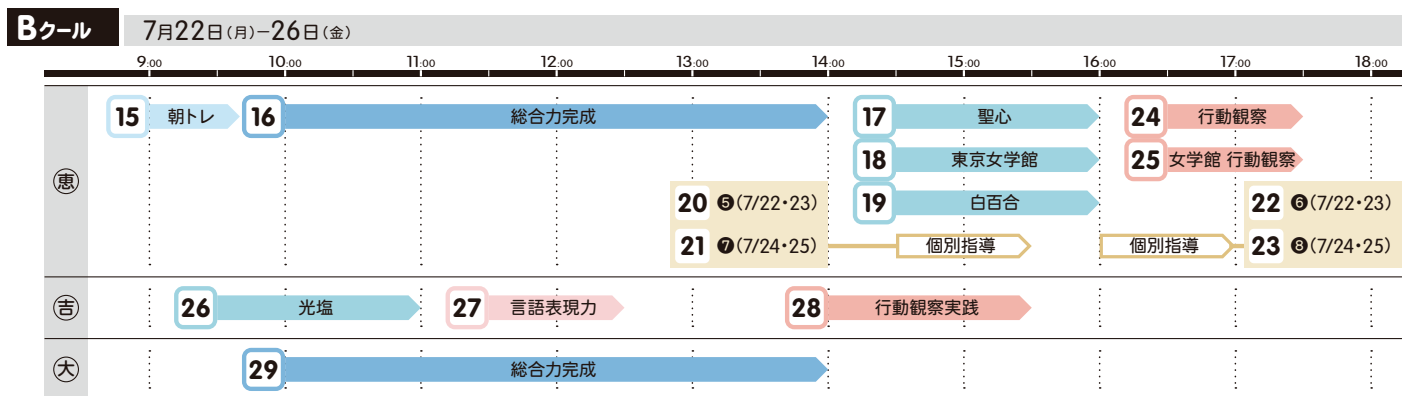 Bクール 7月22日(月)−26日(金)
9:00 10:00 11:00 12:00 13:00 14:00 15:00 16:00 17:00 18:00
恵
15 朝トレ 16 総合力完成 17 聖心 24 行動観察
18 東京女学館 25 女学館 行動観察
20 ❺(7/22・23) 19 白百合 22 ❻(7/22・23)
21 ❼(7/24・25) 個別指導 個別指導 23 ❽(7/24・25)
吉 26 光塩 27 言語表現力 28 行動観察実践
大 29 総合力完成